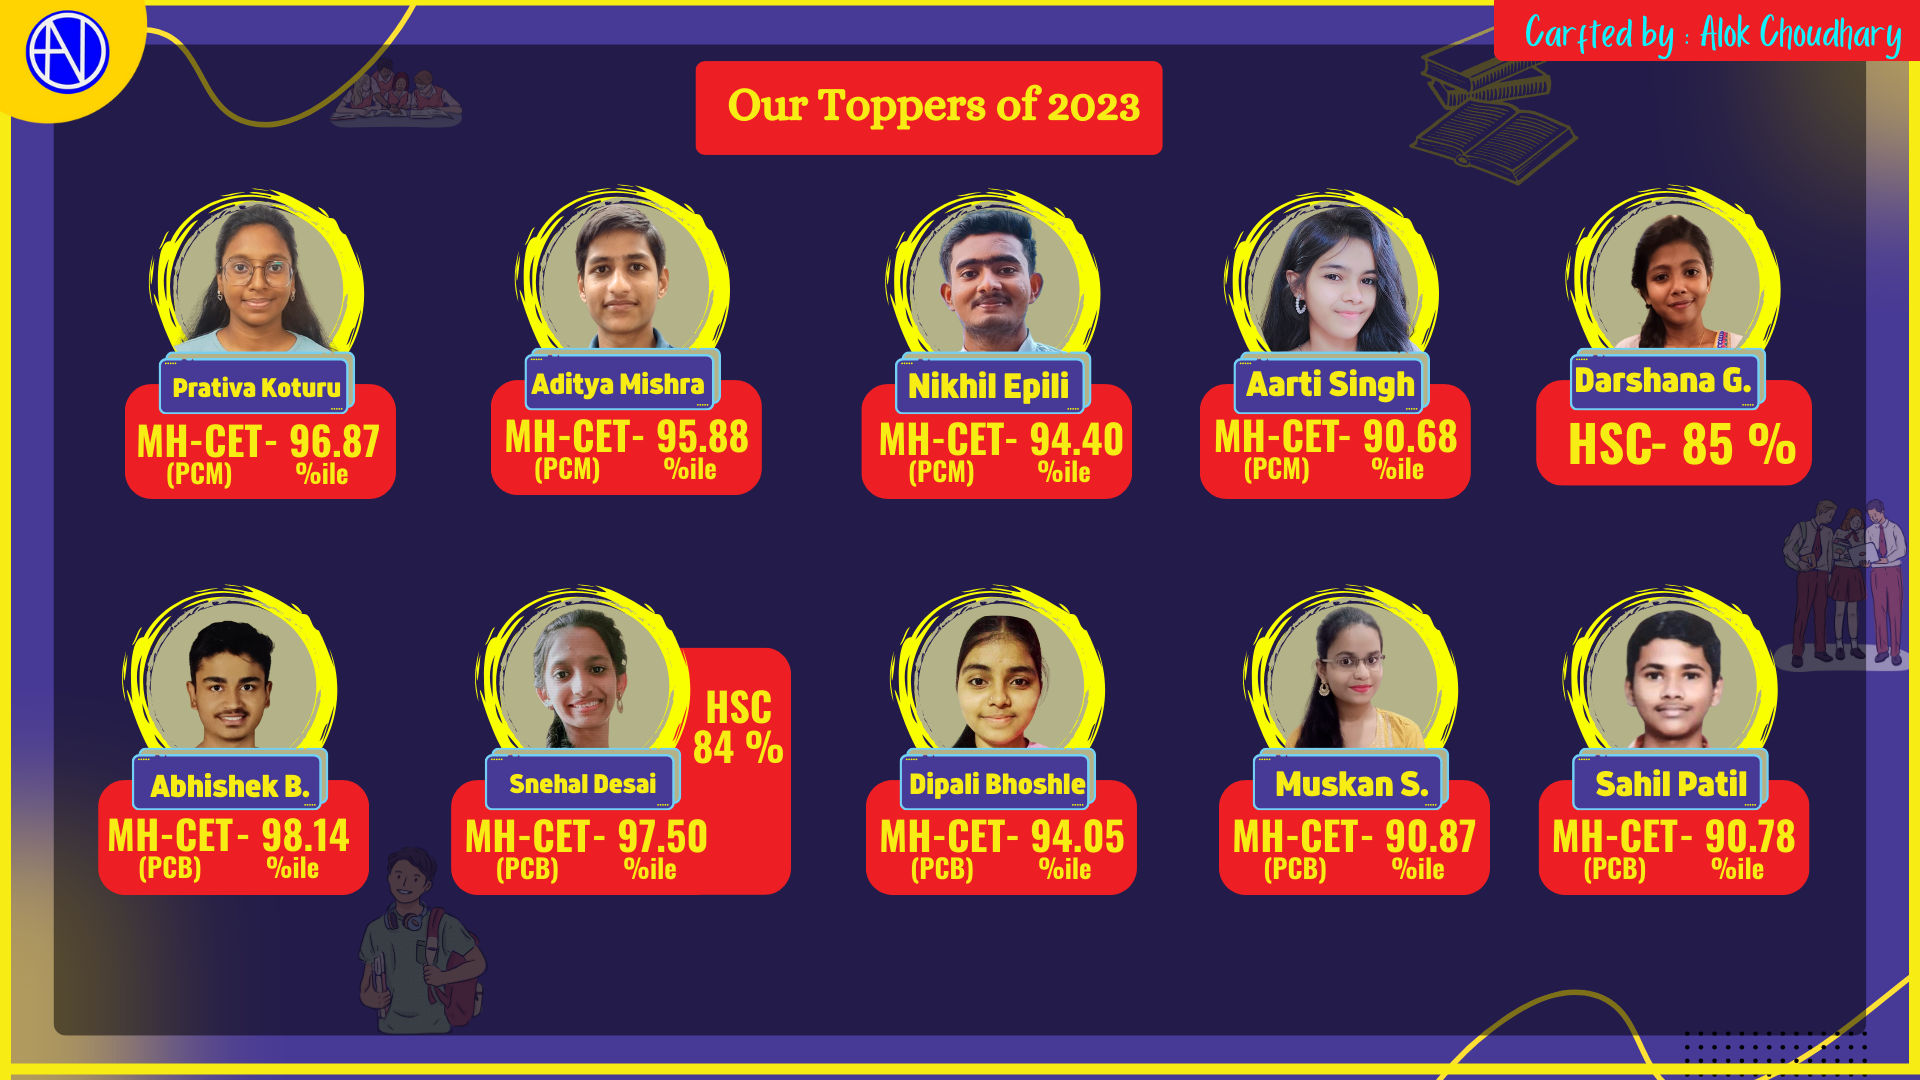 Carfted by : Alok Choudhary
Our Toppers of 2023
Prativa Koturu
MH-CET- 96.87
(PCM) %ile
Aditya Mishra
MH-CET- 95.88
(PCM) %ile
Nikhil Epili
MH-CET- 94.40
(PCM) %ile
Aarti Singh
MH-CET- 90.68
(PCM) %ile
Darshana G.
HSC- 85 %
Abhishek B.
MH-CET- 98.14
(PCB) %ile
HSC
84 %
Snehal Desai
MH-CET- 97.50
(PCB) %ile
Dipali Bhoshle
MH-CET- 94.05
(PCB) %ile
Muskan S.
MH-CET- 90.87
(PCB) %ile
Sahil Patil
MH-CET- 90.78
(PCB) %ile